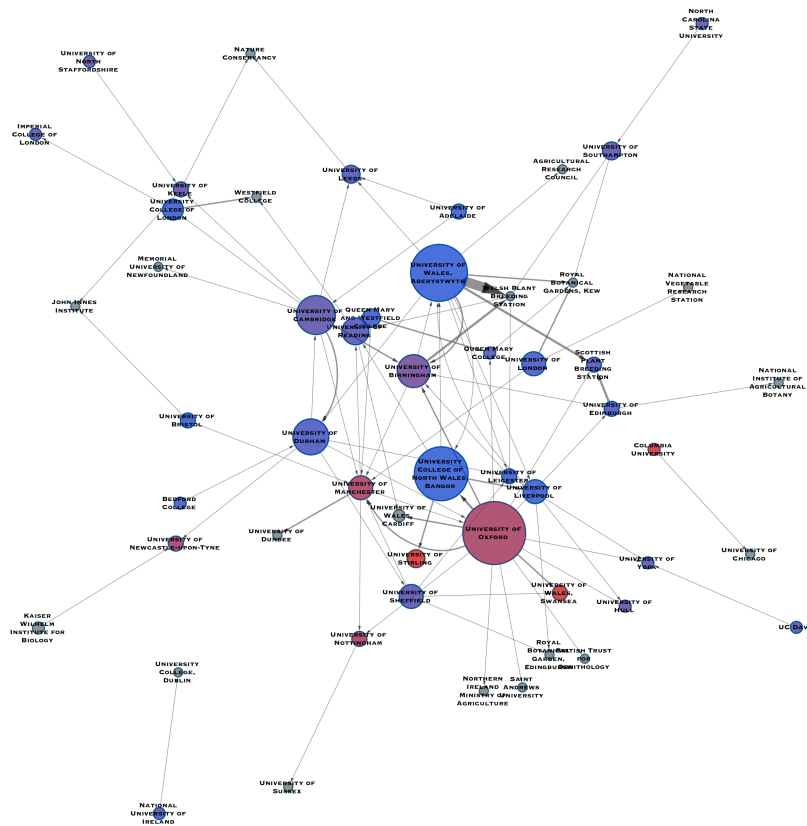 North
Carolina
State
University
University of
North
Staffordshire
Nature
Conservancy
Imperial
College of
London
University of
Southampton
Agricultural
Research
Council
University of
Leeds
University of
Keele
University
College of
London
Westfield
College
University of
Adelaide
Memorial
University of
Newfoundland
University of
Wales,
Aberystwyth
Welsh Plant
Breeding
Station
Royal
Botanical
Gardens, Kew
National
Vegetable
Research
Station
John Innes
Institute
University of
Cambridge
Queen Mary
and Westfield
College
University of
Reading
Queen Mary
College
University of
London
Scottish
Plant
Breeding
Station
University of
Birmingham
National
Institute of
Agricultural
Botany
University of
Edinburgh
University of
Bristol
University of
Durham
Columbia
University
University
College of
North Wales,
Bangor
University of
Leicester
University of
Liverpool
University of
Manchester
Bedford
College
University of
Wales,
Cardiff
University of
Oxford
University of
Dundee
University of
Newcastle-upon-Tyne
University of
Stirling
University of
Chicago
University of
York
University of
Sheffield
University of
Wales,
Swansea
University of
Hull
Kaiser
Wilhelm
Institute for
Biology
UC Davis
University of
Nottingham
Royal
Botanical
Garden,
Edinburgh
British Trust
for
Ornithology
University
College,
Dublin
Northern
Ireland
Ministry of
Agriculture
Saint
Andrews
University
University of
Sussex
National
University of
Ireland